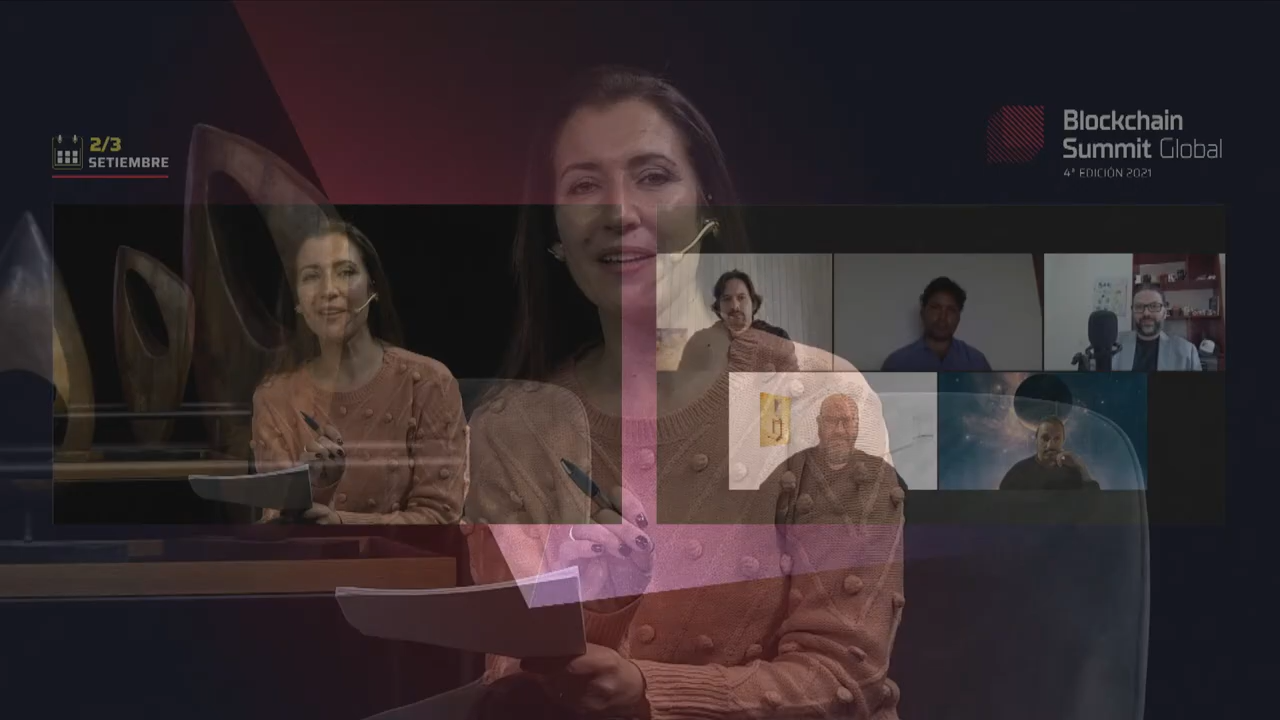 2/3
SETIEMBRE
Blockchain
Summit Global
4ª EDICIÓN 2021